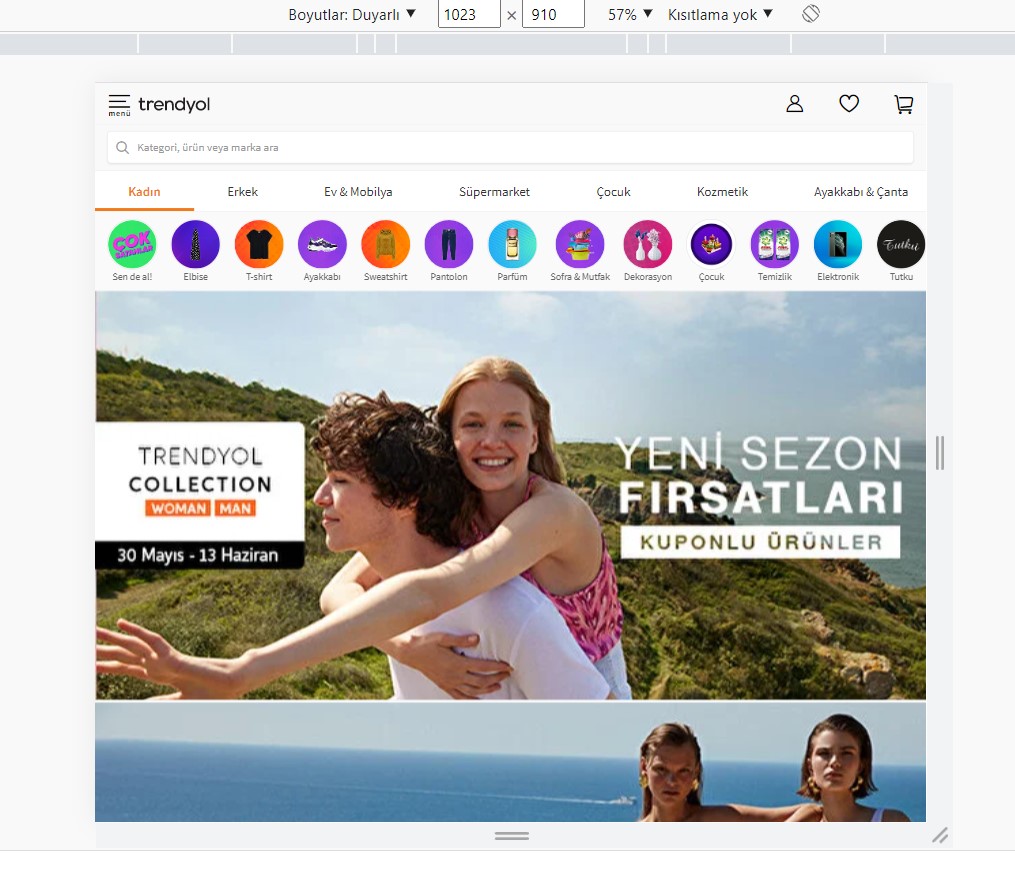 Boyutlar: Duyarlı ▼ 1023 × 910 57% ▼ Kısıtlama yok ▼
menü trendyol
Kategori, ürün veya marka ara
Kadın Erkek Ev & Mobilya Süpermarket Çocuk Kozmetik Ayakkabı & Çanta
ÇOK SATANLAR
Tutku
Sen de al! Elbise T-shirt Ayakkabı Sweatshirt Pantolon Parfüm Sofra & Mutfak Dekorasyon Çocuk Temizlik Elektronik Tutku
TRENDYOL
COLLECTION
WOMAN MAN
30 Mayıs - 13 Haziran
YENİ SEZON
FIRSATLARI
KUPONLU ÜRÜNLER